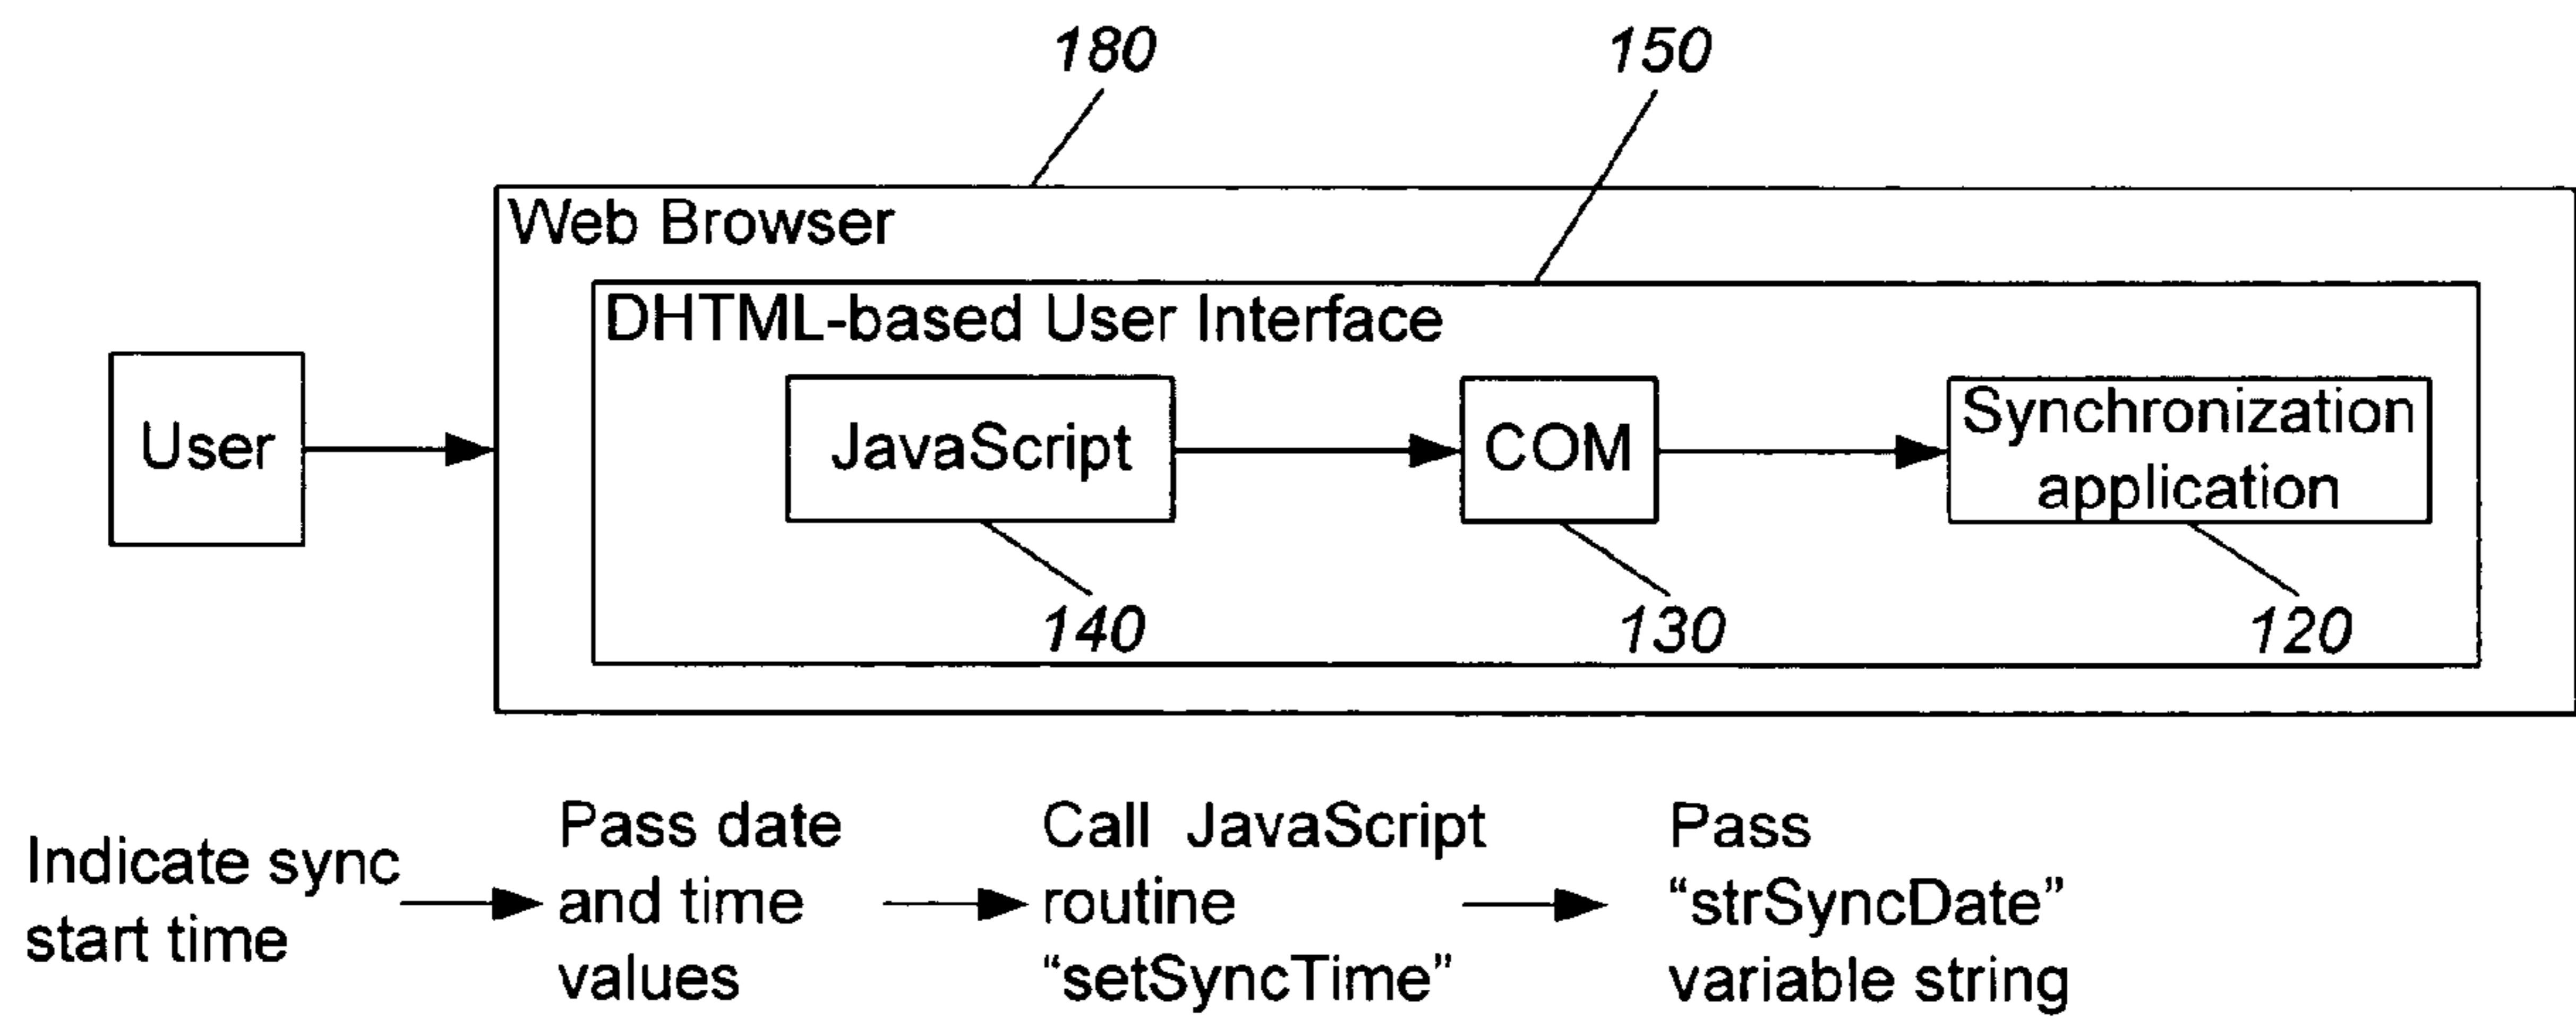 180
150
Web Browser
DHTML-based User Interface
User
JavaScript
COM
Synchronization
application
140
130
120
Indicate sync
start time
Pass date
and time
values
Call JavaScript
routine
“setSyncTime”
Pass
“strSyncDate”
variable string